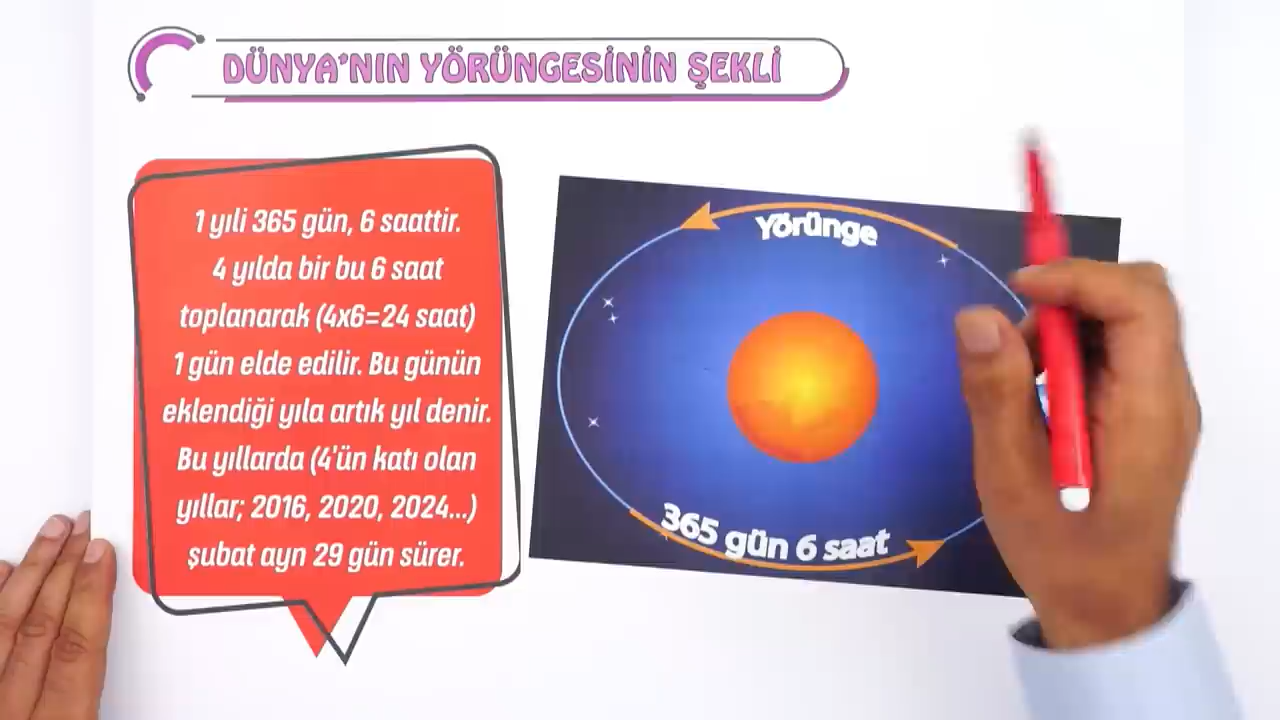 DÜNYA'NIN YÖRÜNGESİNİN ŞEKLİ
1 yıli 365 gün, 6 saattir.
4 yılda bir bu 6 saat
toplanarak (4x6=24 saat)
1 gün elde edilir. Bu günün
eklendiği yıla artık yıl denir.
Bu yıllarda (4'ün katı olan
yıllar; 2016, 2020, 2024...)
şubat ayn 29 gün sürer.
Yörünge
365 gün 6 saat